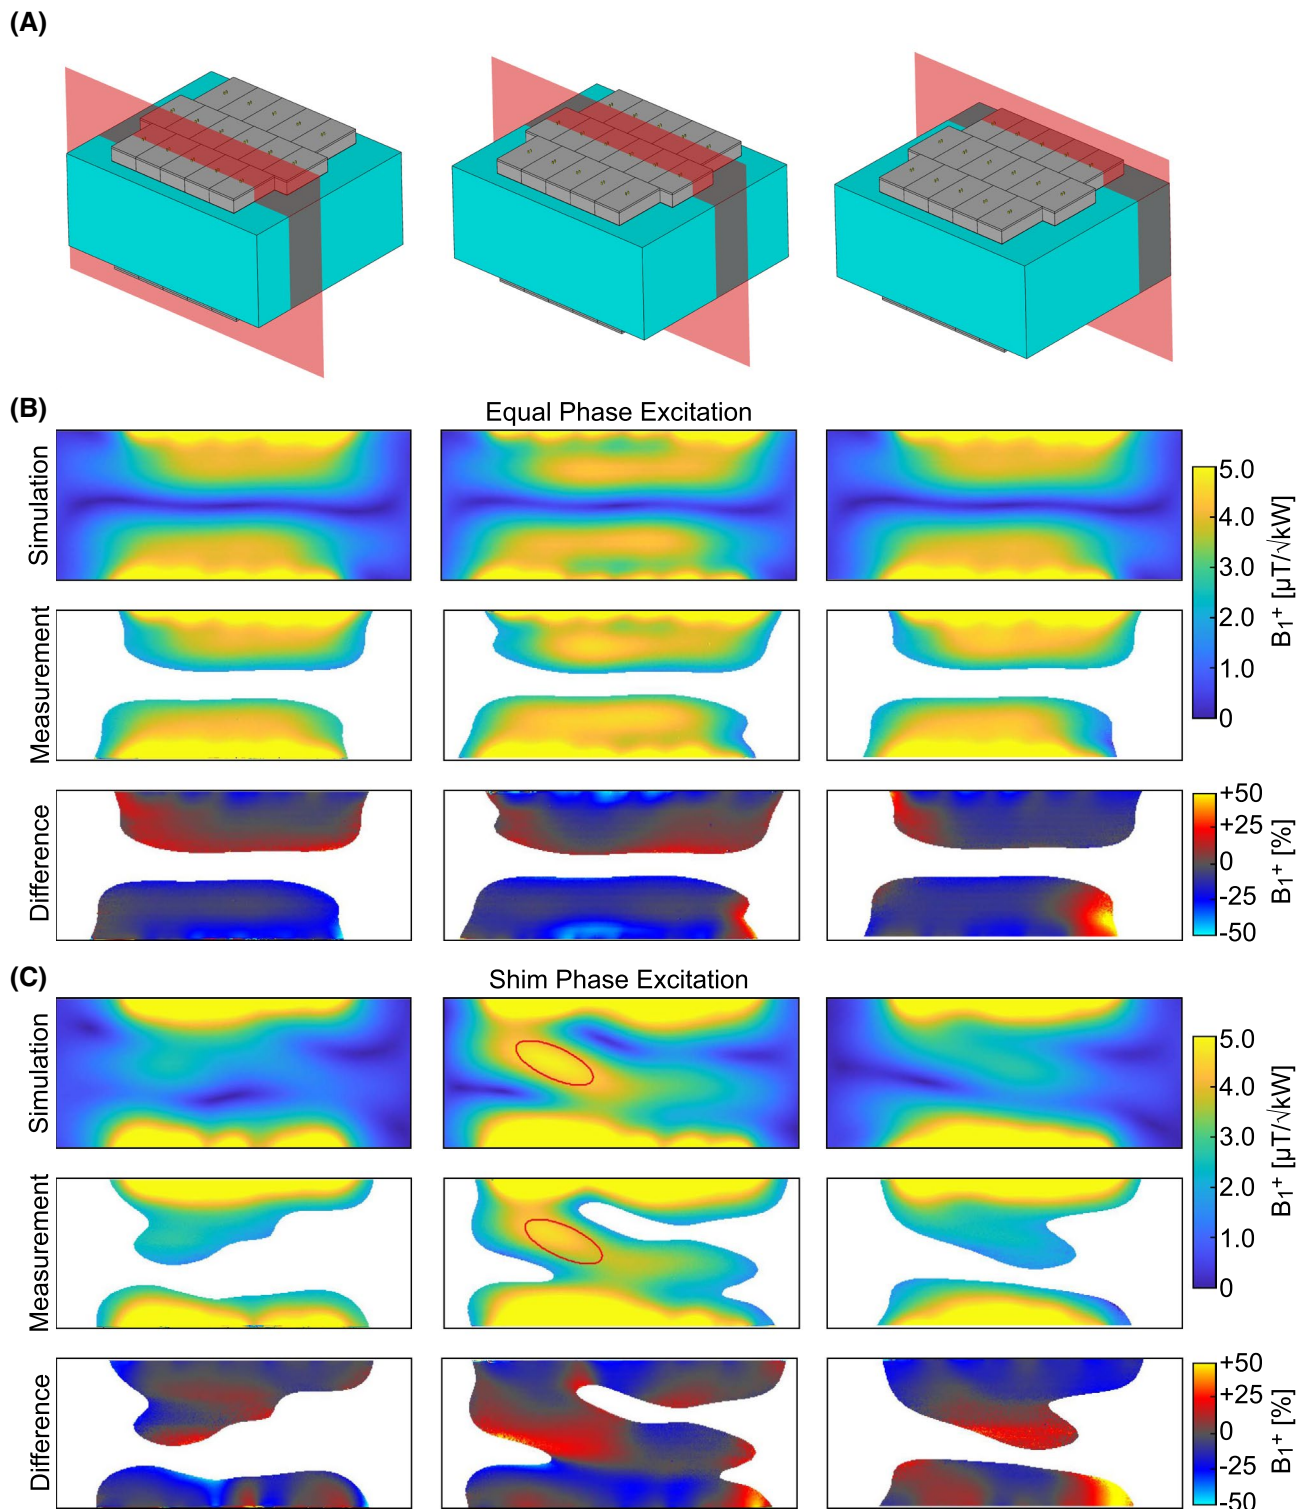 (A)
(B)
Equal Phase Excitation
Simulation
5.0
4.0
3.0
2.0
1.0
0
B₁⁺ [µT/√kW]
Measurement
Difference
+50
+25
0
-25
-50
B₁⁺ [%]
(C)
Shim Phase Excitation
Simulation
5.0
4.0
3.0
2.0
1.0
0
B₁⁺ [µT/√kW]
Measurement
Difference
+50
+25
0
-25
-50
B₁⁺ [%]